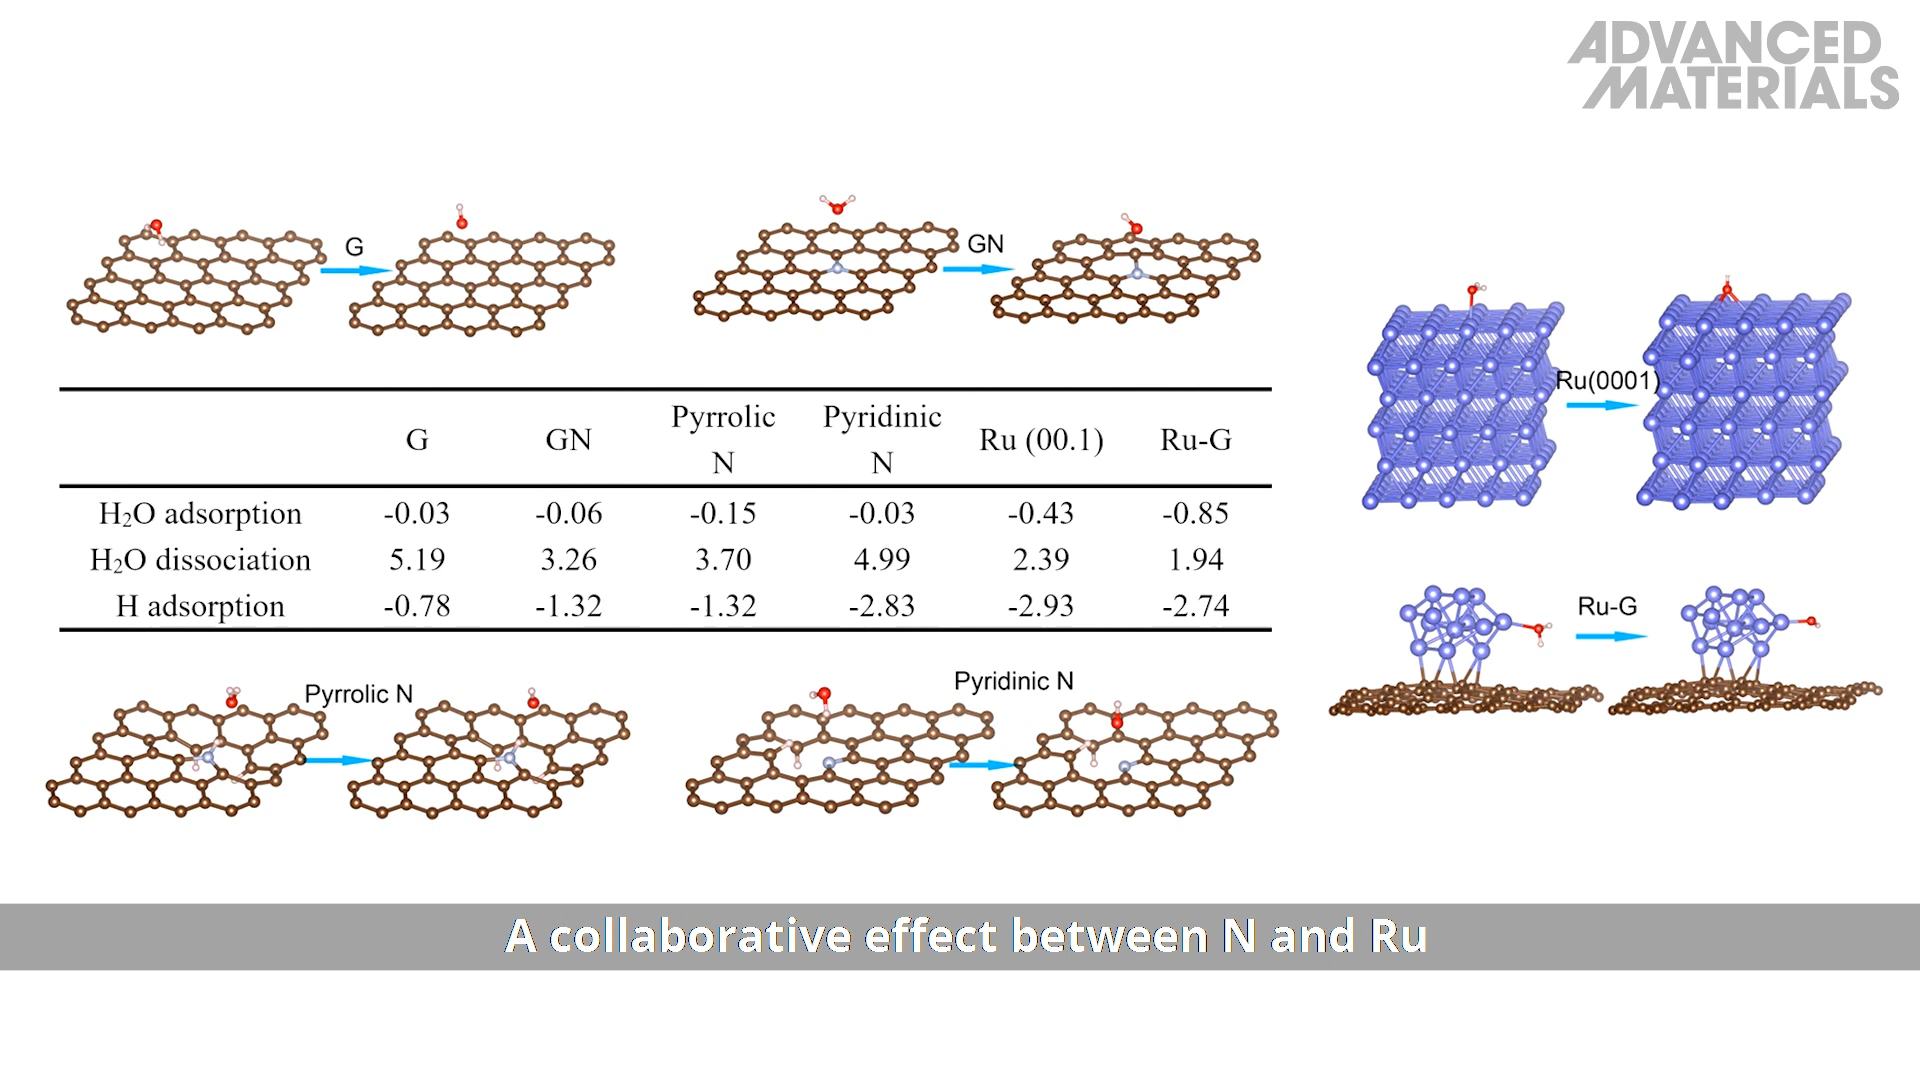 ADVANCED
MATERIALS
G
GN
Ru(0001)
G GN Pyrrolic N Pyridinic N Ru (00.1) Ru-G
H₂O adsorption -0.03 -0.06 -0.15 -0.03 -0.43 -0.85
H₂O dissociation 5.19 3.26 3.70 4.99 2.39 1.94
H adsorption -0.78 -1.32 -1.32 -2.83 -2.93 -2.74
Ru-G
Pyrrolic N
Pyridinic N
A collaborative effect between N and Ru